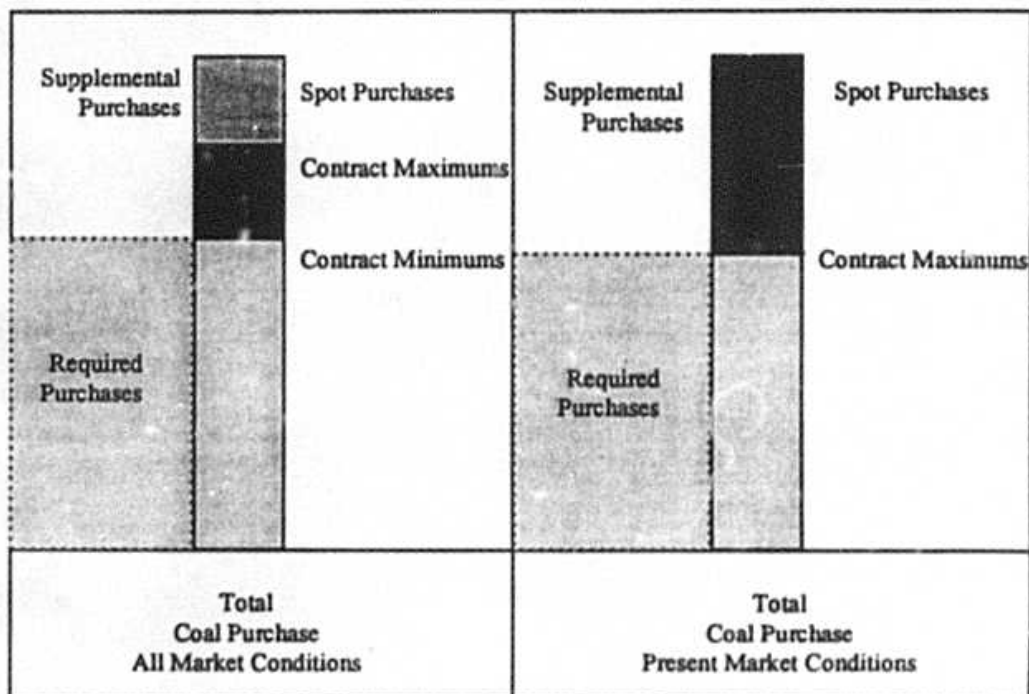 Supplemental
Purchases
Spot Purchases
Contract Maximums
Contract Minimums
Required
Purchases
Total
Coal Purchase
All Market Conditions
Supplemental
Purchases
Spot Purchases
Contract Maximums
Required
Purchases
Total
Coal Purchase
Present Market Conditions